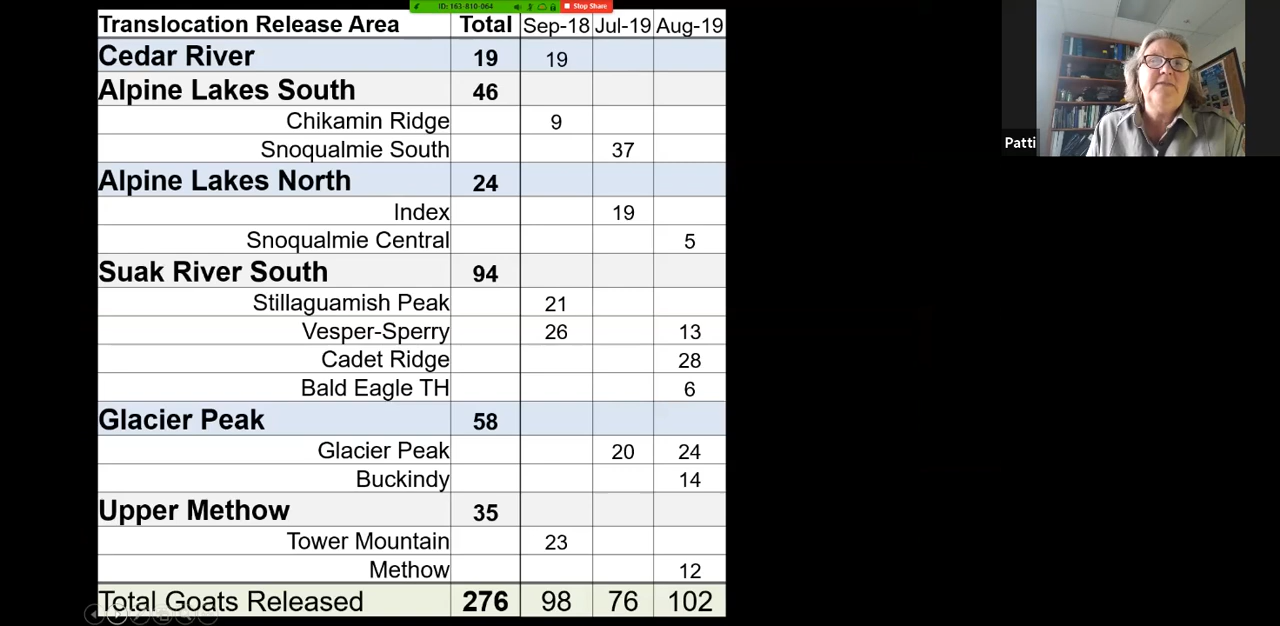 ID: 163-810-064 Stop Share
Translocation Release Area Total Sep-18 Jul-19 Aug-19
Cedar River 19 19
Alpine Lakes South 46
Chikamin Ridge 9
Snoqualmie South 37
Alpine Lakes North 24
Index 19
Snoqualmie Central 5
Suak River South 94
Stillaguamish Peak 21
Vesper-Sperry 26 13
Cadet Ridge 28
Bald Eagle TH 6
Glacier Peak 58
Glacier Peak 20 24
Buckindy 14
Upper Methow 35
Tower Mountain 23
Methow 12
Total Goats Released 276 98 76 102
Patti